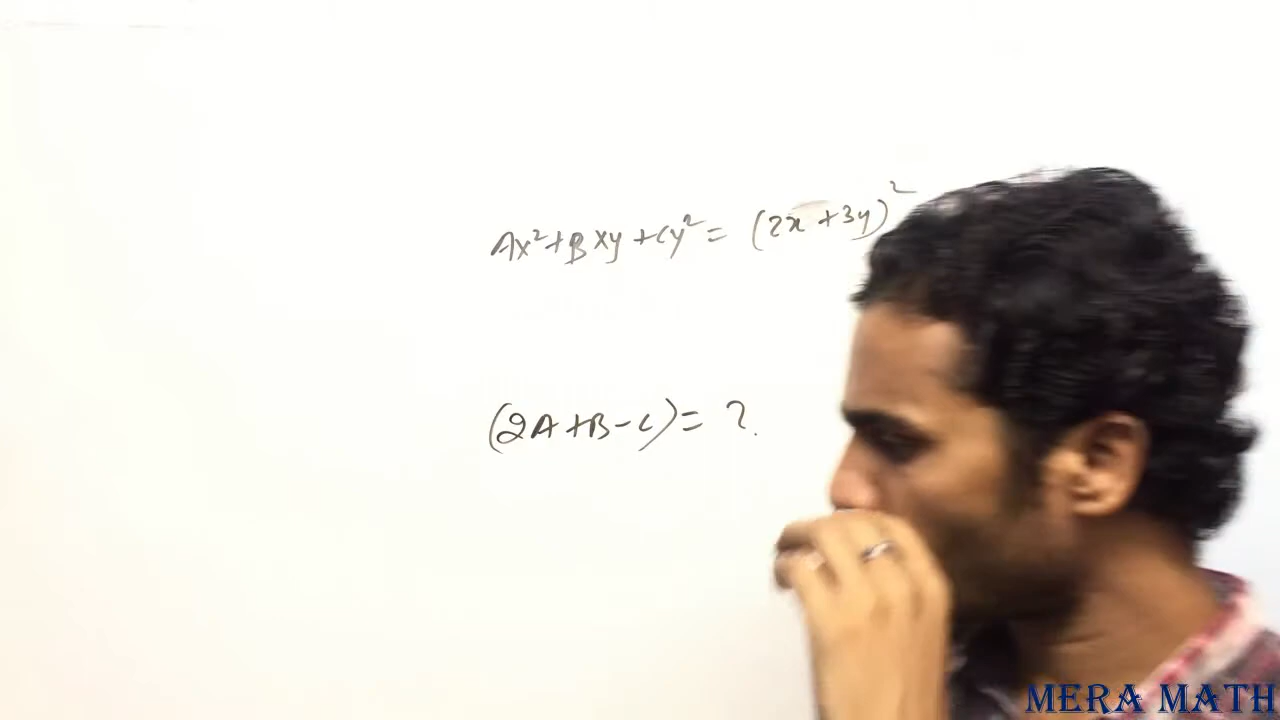 Ax²+Bxy+Cy² = (2x+3y)²
(2A+B-C) = ?
MERA MATH